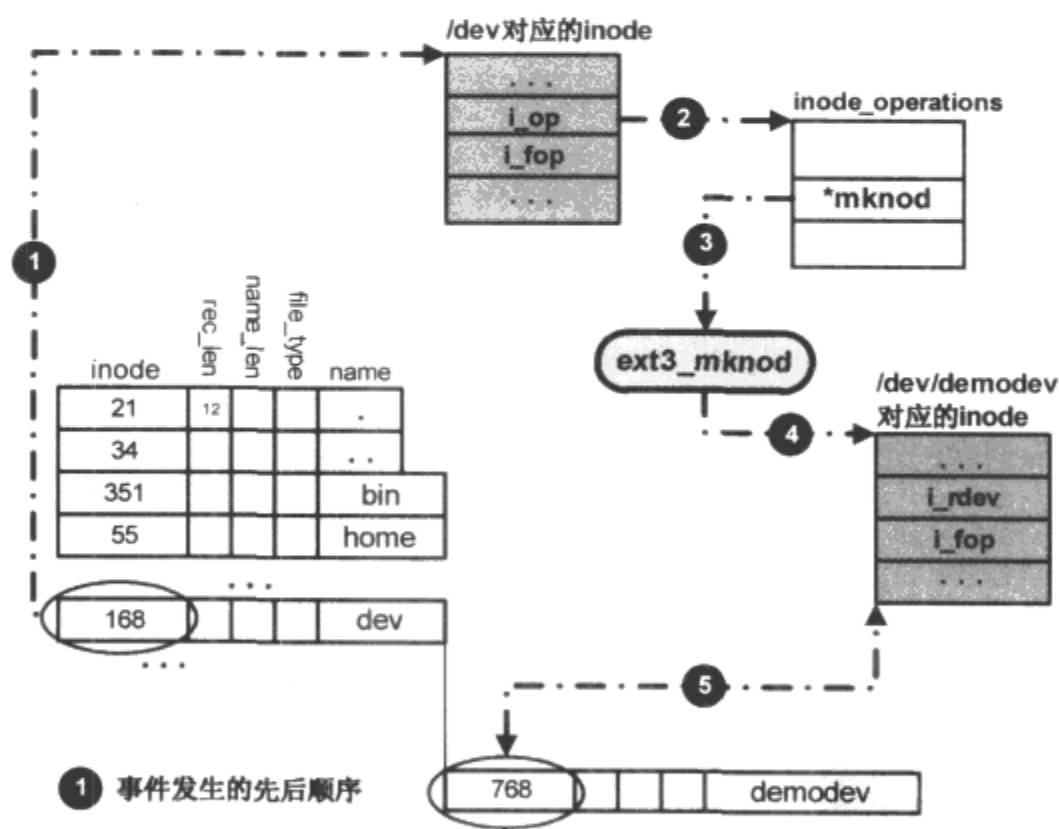 /dev对应的inode
. . .
i_op
i_fop
. . .
2
inode_operations
*mknod
3
1
ext3_mknod
inode
rec_len
name_len
file_type
name
21
12
.
34
. .
351
bin
55
home
. . .
168
dev
. . .
4
/dev/demodev
对应的inode
. . .
i_rdev
i_fop
. . .
5
1 事件发生的先后顺序
768
demodev